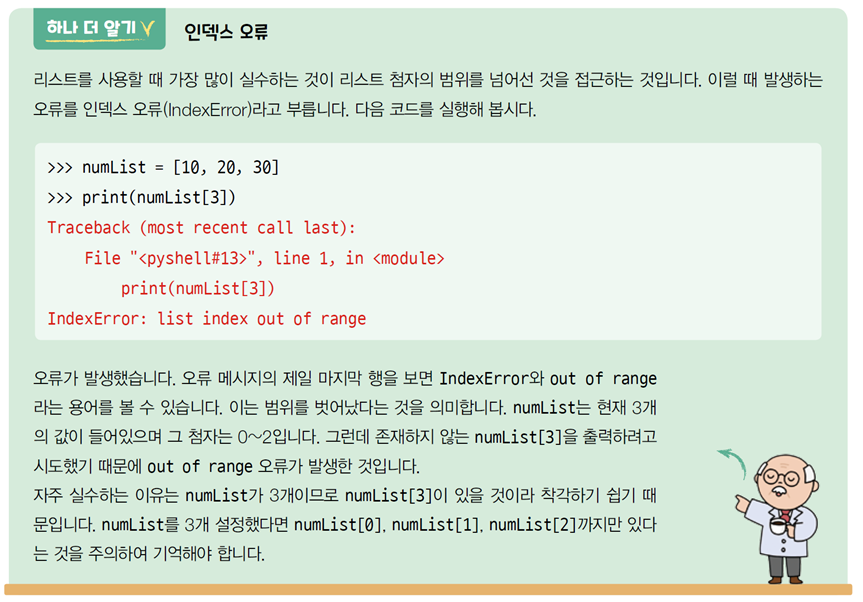 하나 더 알기
인덱스 오류
리스트를 사용할 때 가장 많이 실수하는 것이 리스트 첨자의 범위를 넘어선 것을 접근하는 것입니다. 이럴 때 발생하는
오류를 인덱스 오류(IndexError)라고 부릅니다. 다음 코드를 실행해 봅시다.
>>> numList = [10, 20, 30]
>>> print(numList[3])
Traceback (most recent call last):
File "<pyshell#13>", line 1, in <module>
print(numList[3])
IndexError: list index out of range
오류가 발생했습니다. 오류 메시지의 제일 마지막 행을 보면 IndexError와 out of range
라는 용어를 볼 수 있습니다. 이는 범위를 벗어났다는 것을 의미합니다. numList는 현재 3개
의 값이 들어있으며 그 첨자는 0~2입니다. 그런데 존재하지 않는 numList[3]을 출력하려고
시도했기 때문에 out of range 오류가 발생한 것입니다.
자주 실수하는 이유는 numList가 3개이므로 numList[3]이 있을 것이라 착각하기 쉽기 때
문입니다. numList를 3개 설정했다면 numList[0], numList[1], numList[2]까지만 있다
는 것을 주의하여 기억해야 합니다.